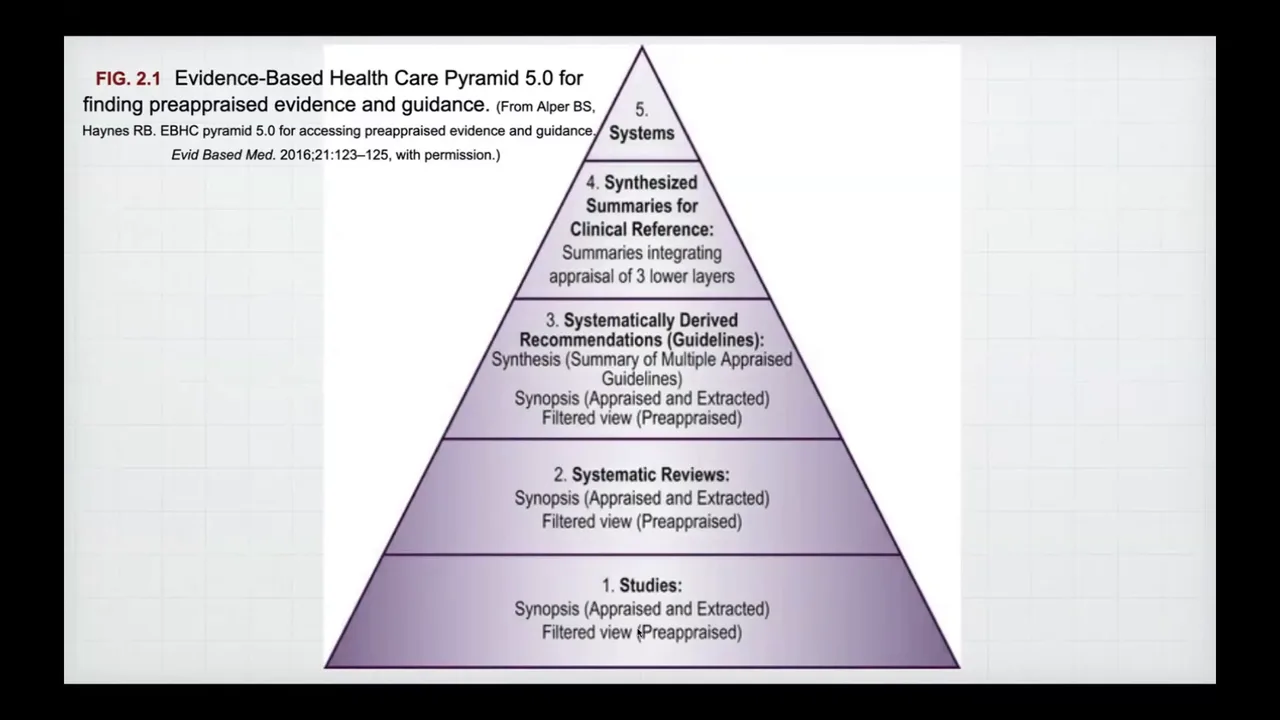 FIG. 2.1 Evidence-Based Health Care Pyramid 5.0 for
finding preappraised evidence and guidance. (From Alper BS,
Haynes RB. EBHC pyramid 5.0 for accessing preappraised evidence and guidance.
Evid Based Med. 2016;21:123–125, with permission.)
5.
Systems
4. Synthesized
Summaries for
Clinical Reference:
Summaries integrating
appraisal of 3 lower layers
3. Systematically Derived
Recommendations (Guidelines):
Synthesis (Summary of Multiple Appraised
Guidelines)
Synopsis (Appraised and Extracted)
Filtered view (Preappraised)
2. Systematic Reviews:
Synopsis (Appraised and Extracted)
Filtered view (Preappraised)
1. Studies:
Synopsis (Appraised and Extracted)
Filtered view (Preappraised)